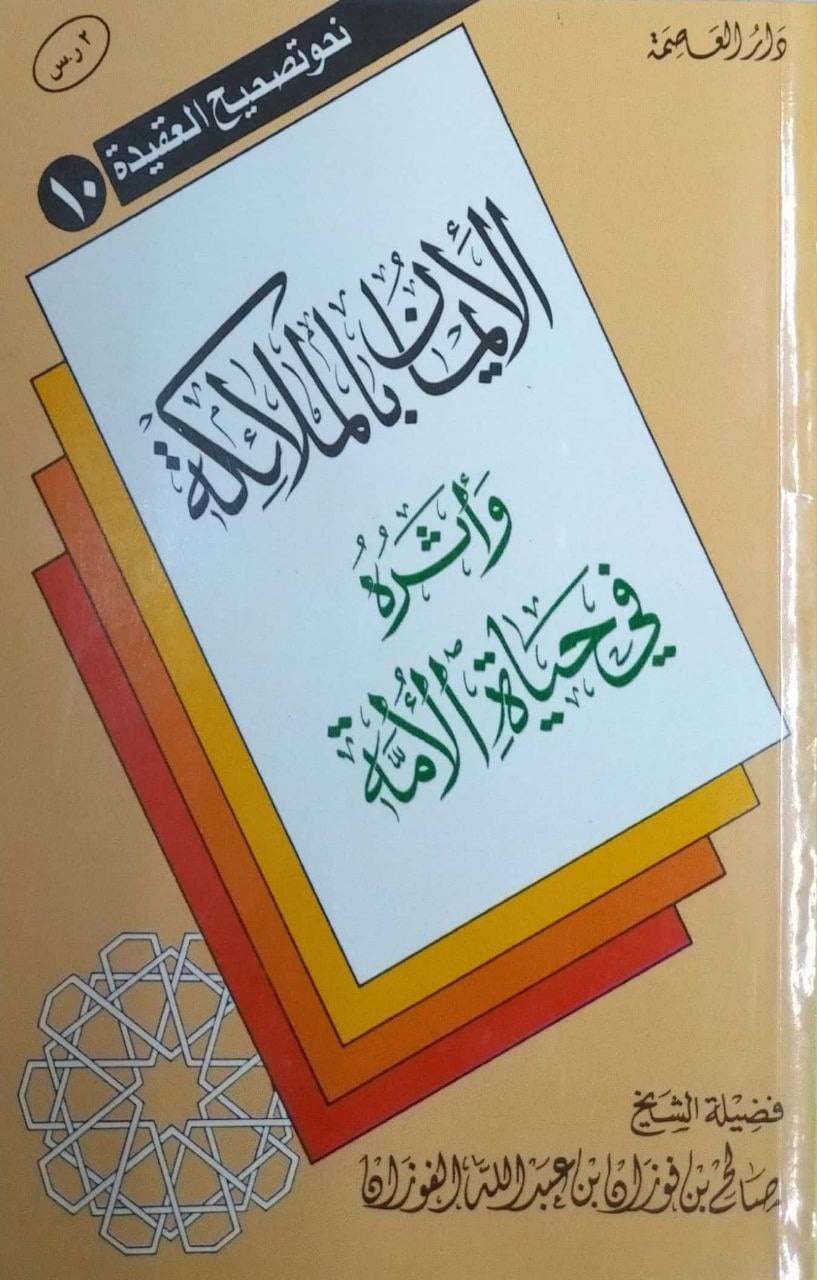 دار العاصمة
٢ ر.س
نحو تصحيح العقيدة
١٠
الإيمان بالملائكة
وأثره
في حياة الأمة
فضيلة الشيخ
صالح بن فوزان بن عبد الله الفوزان